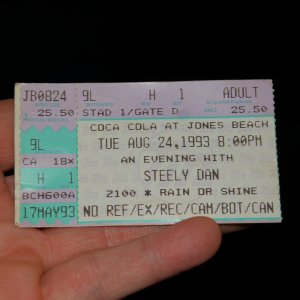 JB0824 9L H 1 ADULT
$ 25.50 STAD 1/GATE D 25.50
COCA COLA AT JONES BEACH
9L TUE AUG 24,1993 8:00PM
CA 18× AN EVENING WITH
H 1 STEELY DAN
BCH600A 2100 * RAIN OR SHINE
17MAY93 NO REF/EX/REC/CAM/BOT/CAN